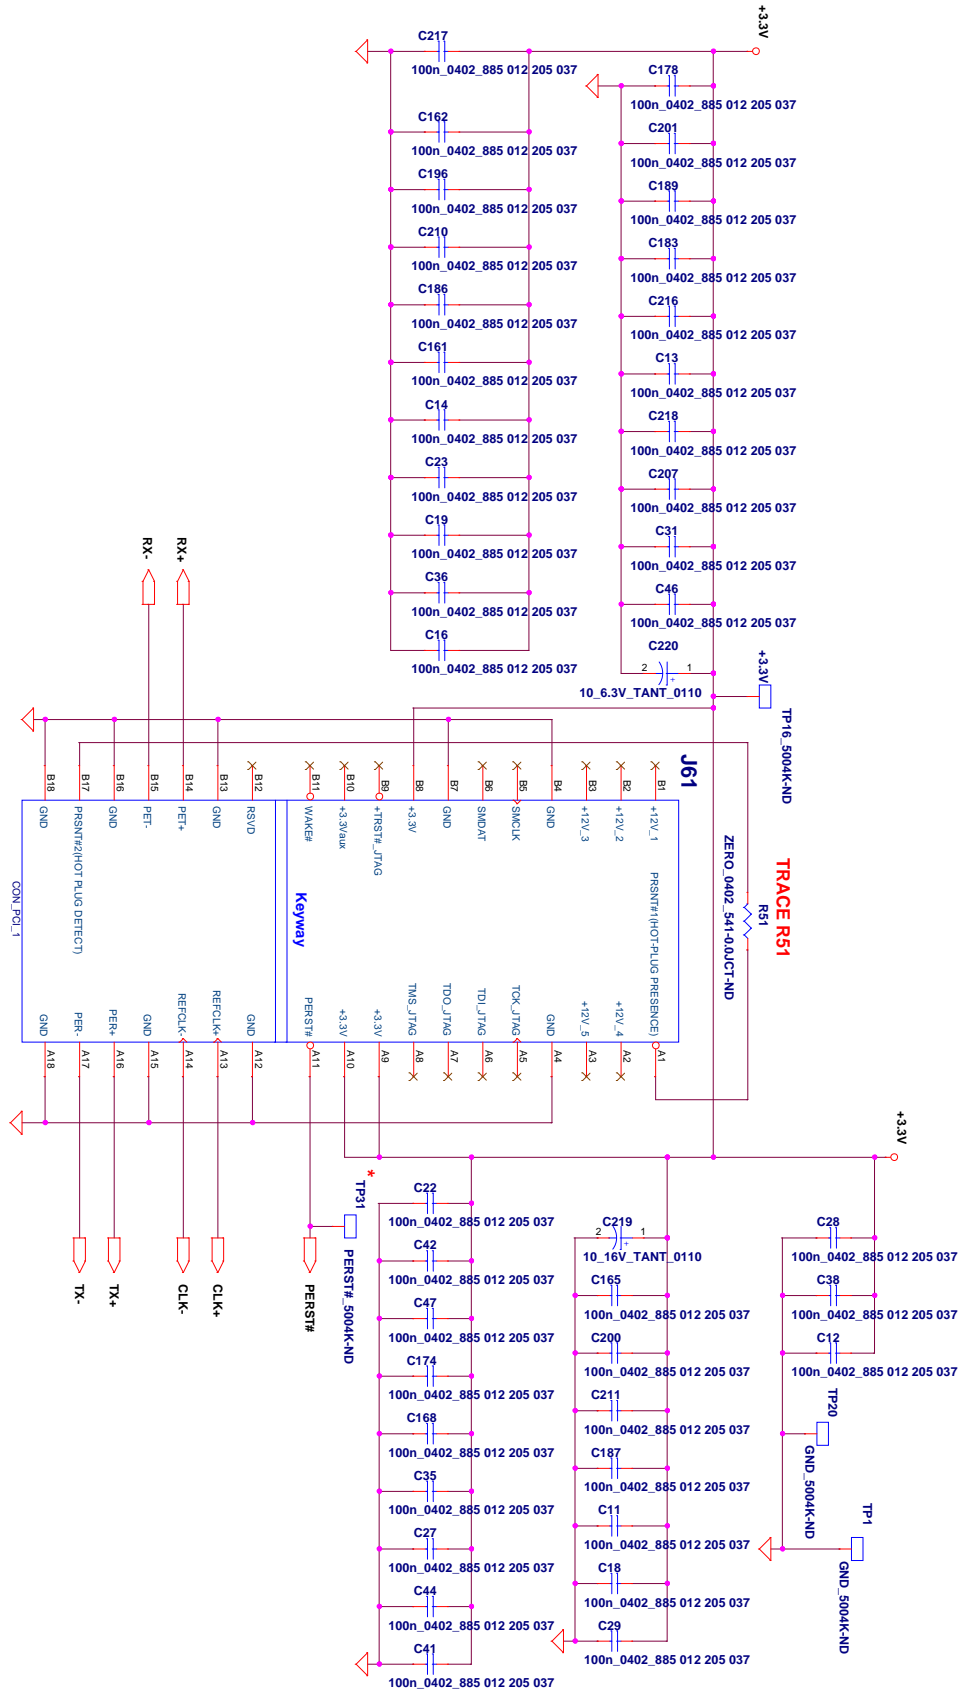 +3.3V
C217
100n_0402_885 012 205 037
C162
100n_0402_885 012 205 037
C196
100n_0402_885 012 205 037
C210
100n_0402_885 012 205 037
C186
100n_0402_885 012 205 037
C161
100n_0402_885 012 205 037
C14
100n_0402_885 012 205 037
C23
100n_0402_885 012 205 037
C19
100n_0402_885 012 205 037
C36
100n_0402_885 012 205 037
C16
100n_0402_885 012 205 037
C178
100n_0402_885 012 205 037
C201
100n_0402_885 012 205 037
C189
100n_0402_885 012 205 037
C183
100n_0402_885 012 205 037
C216
100n_0402_885 012 205 037
C13
100n_0402_885 012 205 037
C218
100n_0402_885 012 205 037
C207
100n_0402_885 012 205 037
C31
100n_0402_885 012 205 037
C46
100n_0402_885 012 205 037
C220
2
1
+
10_6.3V_TANT_0110
+3.3V
TP16_5004K-ND
RX-
RX+
J61
B18
B17
B16
B15
B14
B13
B12
B11
B10
B9
B8
B7
B6
B5
B4
B3
B2
B1
GND
PRSNT#2(HOT PLUG DETECT)
GND
PET-
PET+
GND
RSVD
WAKE#
+3.3Vaux
+TRST#_JTAG
+3.3V
GND
SMDAT
SMCLK
GND
+12V_3
+12V_2
+12V_1
PRSNT#1(HOT-PLUG PRESENCE)
Keyway
CON_PCI_1
GND
PER-
PER+
GND
REFCLK-
REFCLK+
GND
PERST#
+3.3V
+3.3V
TMS_JTAG
TDO_JTAG
TDI_JTAG
TCK_JTAG
GND
+12V_5
+12V_4
A18
A17
A16
A15
A14
A13
A12
A11
A10
A9
A8
A7
A6
A5
A4
A3
A2
A1
TRACE R51
R51
ZERO_0402_541-0.0JCT-ND
TX-
TX+
CLK-
CLK+
PERST#
*
TP31
PERST#_5004K-ND
+3.3V
C22
100n_0402_885 012 205 037
C42
100n_0402_885 012 205 037
C47
100n_0402_885 012 205 037
C174
100n_0402_885 012 205 037
C168
100n_0402_885 012 205 037
C35
100n_0402_885 012 205 037
C27
100n_0402_885 012 205 037
C44
100n_0402_885 012 205 037
C41
100n_0402_885 012 205 037
C219
2
1
+
10_16V_TANT_0110
C165
100n_0402_885 012 205 037
C200
100n_0402_885 012 205 037
C211
100n_0402_885 012 205 037
C187
100n_0402_885 012 205 037
C11
100n_0402_885 012 205 037
C18
100n_0402_885 012 205 037
C29
100n_0402_885 012 205 037
C28
100n_0402_885 012 205 037
C38
100n_0402_885 012 205 037
C12
100n_0402_885 012 205 037
TP20
GND_5004K-ND
TP1
GND_5004K-ND